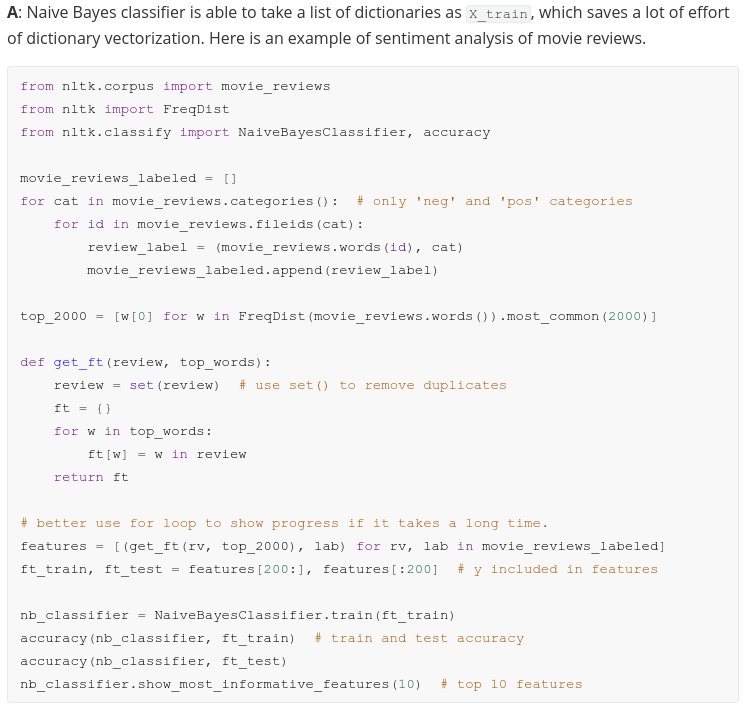 A: Naive Bayes classifier is able to take a list of dictionaries as X_train, which saves a lot of effort
of dictionary vectorization. Here is an example of sentiment analysis of movie reviews.
from nltk.corpus import movie_reviews
from nltk import FreqDist
from nltk.classify import NaiveBayesClassifier, accuracy

movie_reviews_labeled = []
for cat in movie_reviews.categories():  # only 'neg' and 'pos' categories
    for id in movie_reviews.fileids(cat):
        review_label = (movie_reviews.words(id), cat)
        movie_reviews_labeled.append(review_label)

top_2000 = [w[0] for w in FreqDist(movie_reviews.words()).most_common(2000)]

def get_ft(review, top_words):
    review = set(review)  # use set() to remove duplicates
    ft = {}
    for w in top_words:
        ft[w] = w in review
    return ft

# better use for loop to show progress if it takes a long time.
features = [(get_ft(rv, top_2000), lab) for rv, lab in movie_reviews_labeled]
ft_train, ft_test = features[200:], features[:200]  # y included in features

nb_classifier = NaiveBayesClassifier.train(ft_train)
accuracy(nb_classifier, ft_train)  # train and test accuracy
accuracy(nb_classifier, ft_test)
nb_classifier.show_most_informative_features(10)  # top 10 features